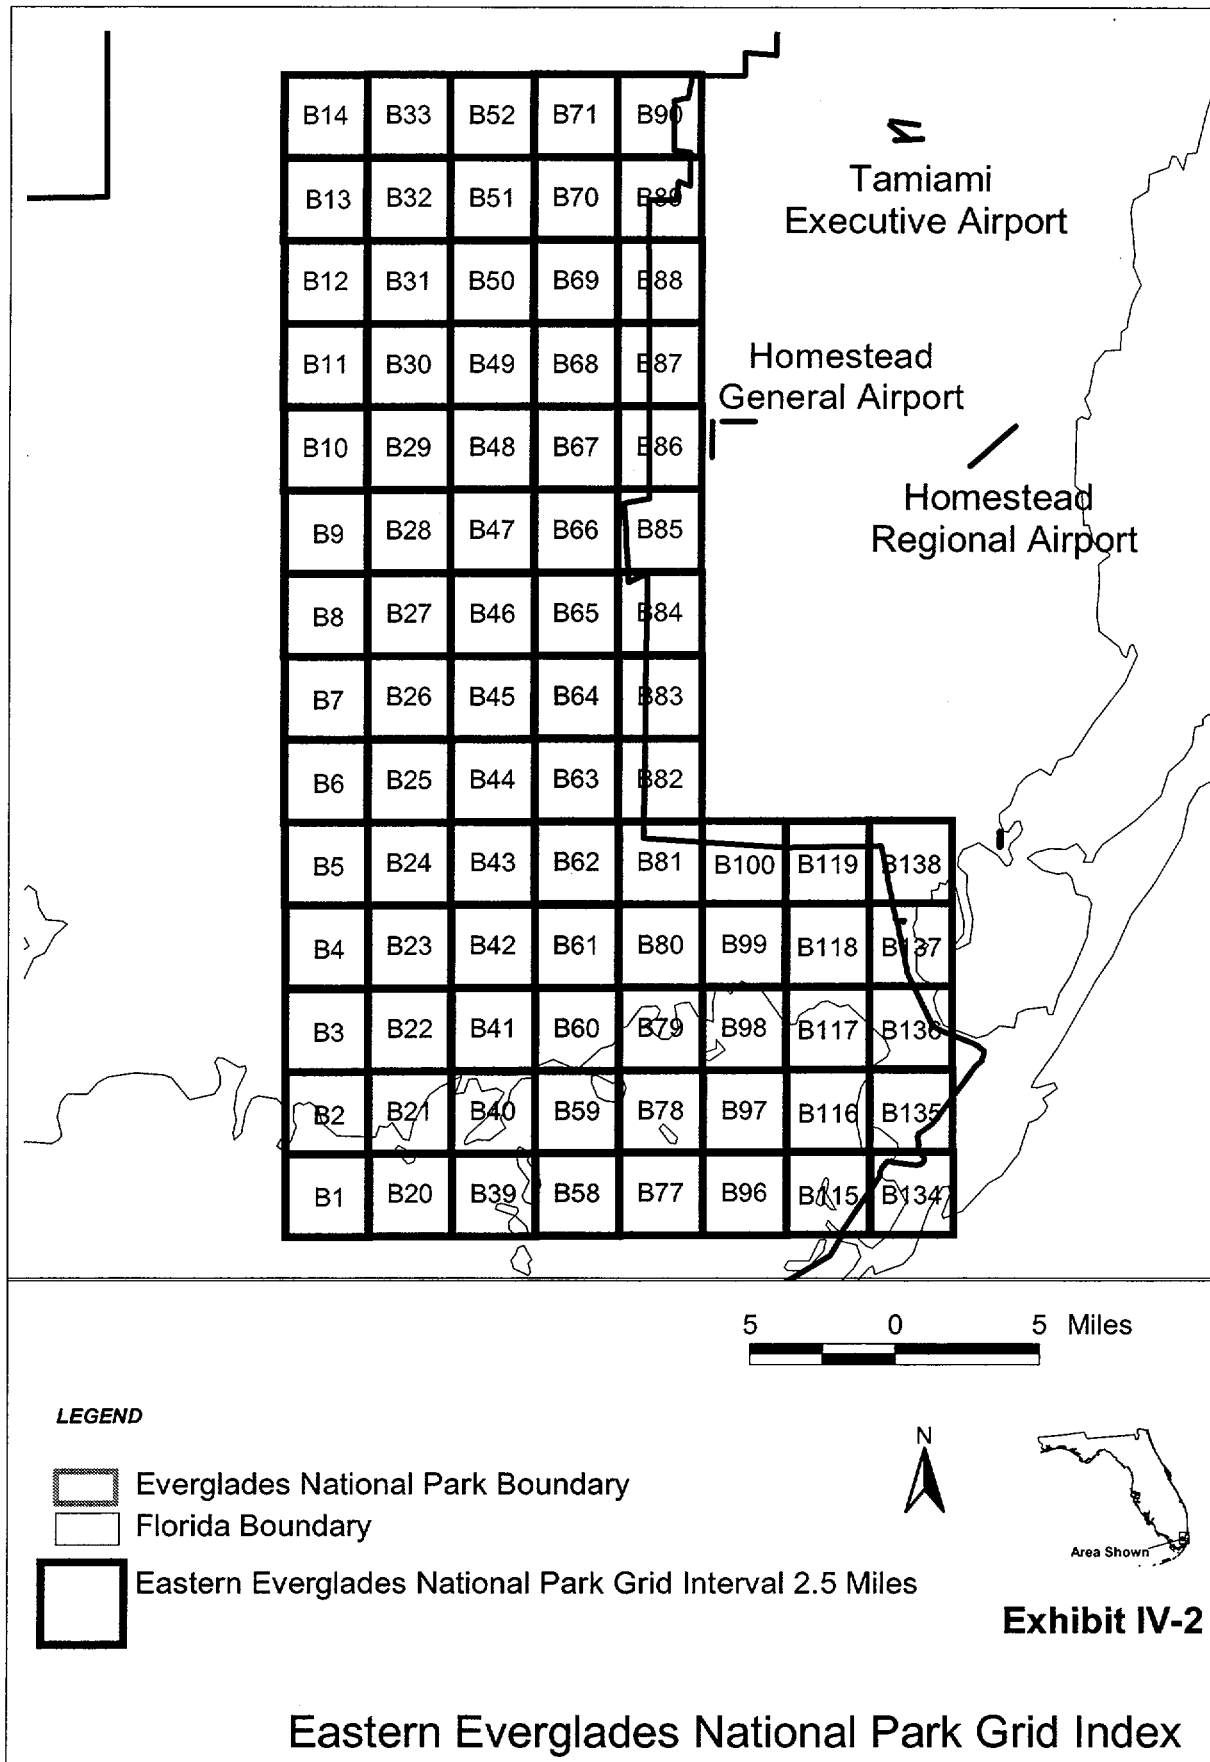 B14 B33 B52 B71 B90
Tamiami
Executive Airport
B13 B32 B51 B70 B89
B12 B31 B50 B69 B88
B11 B30 B49 B68 B87
Homestead
General Airport
B10 B29 B48 B67 B86
Homestead
Regional Airport
B9 B28 B47 B66 B85
B8 B27 B46 B65 B84
B7 B26 B45 B64 B83
B6 B25 B44 B63 B82
B5 B24 B43 B62 B81 B100 B119 B138
B4 B23 B42 B61 B80 B99 B118 B137
B3 B22 B41 B60 B79 B98 B117 B136
B2 B21 B40 B59 B78 B97 B116 B135
B1 B20 B39 B58 B77 B96 B115 B134
5 0 5 Miles
LEGEND
N
Everglades National Park Boundary
Florida Boundary
Area Shown
Eastern Everglades National Park Grid Interval 2.5 Miles
Exhibit IV-2
Eastern Everglades National Park Grid Index